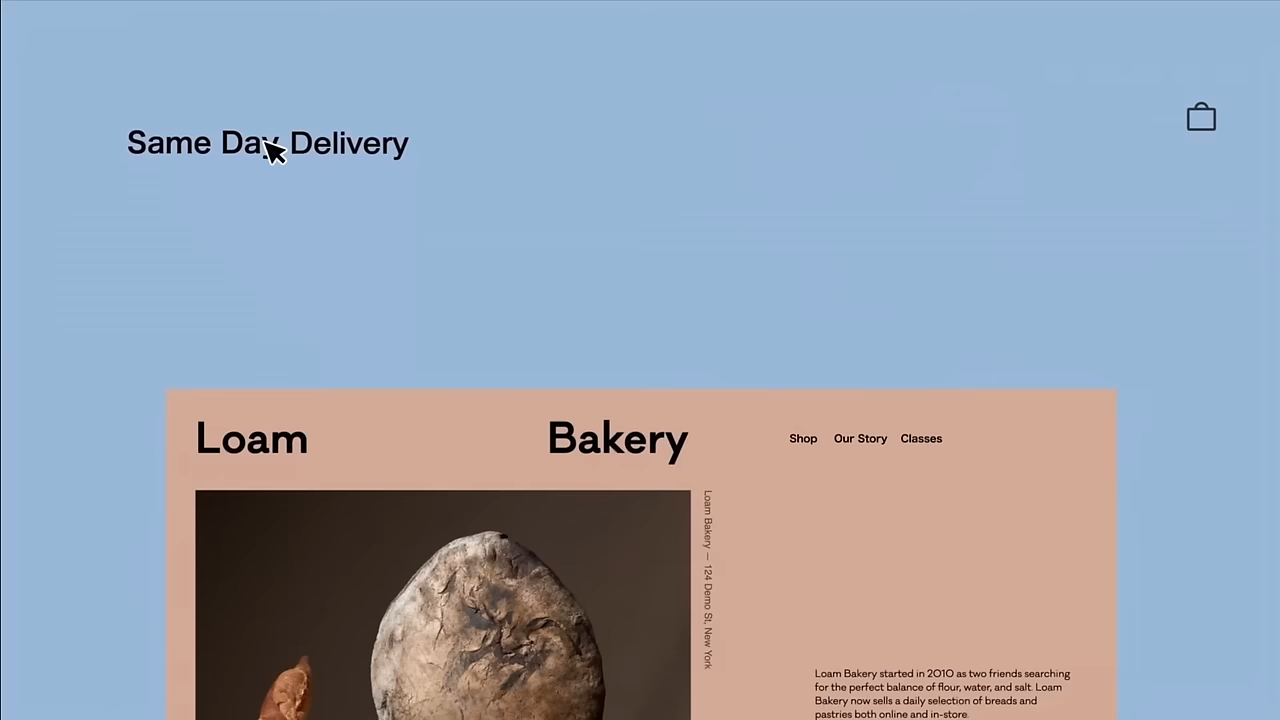 Same Day Delivery
Loam Bakery
Shop Our Story Classes
Loam Bakery — 124 Demo St, New York
Loam Bakery started in 2010 as two friends searching
for the perfect balance of flour, water, and salt. Loam
Bakery now sells a daily selection of breads and
pastries both online and in-store.